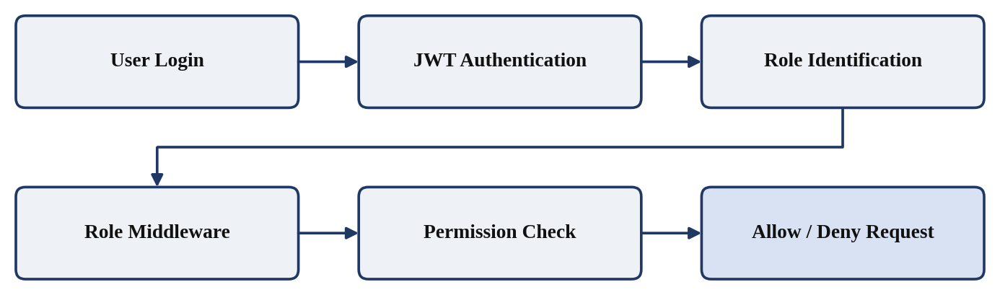 User Login
JWT Authentication
Role Identification
Role Middleware
Permission Check
Allow / Deny Request